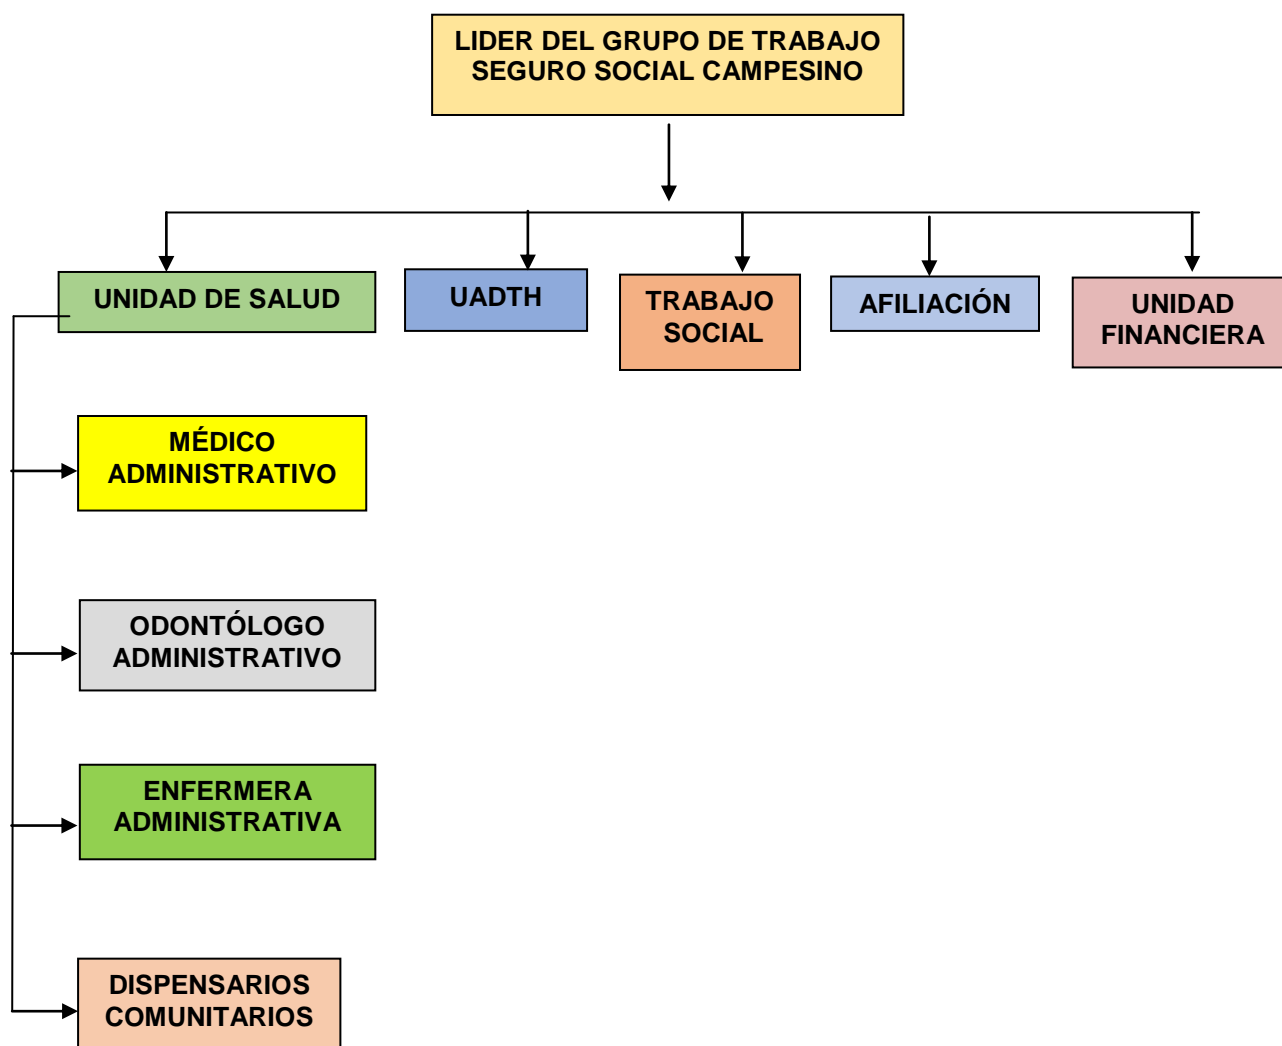 LIDER DEL GRUPO DE TRABAJO
SEGURO SOCIAL CAMPESINO
UNIDAD DE SALUD
UADTH
TRABAJO
SOCIAL
AFILIACIÓN
UNIDAD
FINANCIERA
MÉDICO
ADMINISTRATIVO
ODONTÓLOGO
ADMINISTRATIVO
ENFERMERA
ADMINISTRATIVA
DISPENSARIOS
COMUNITARIOS